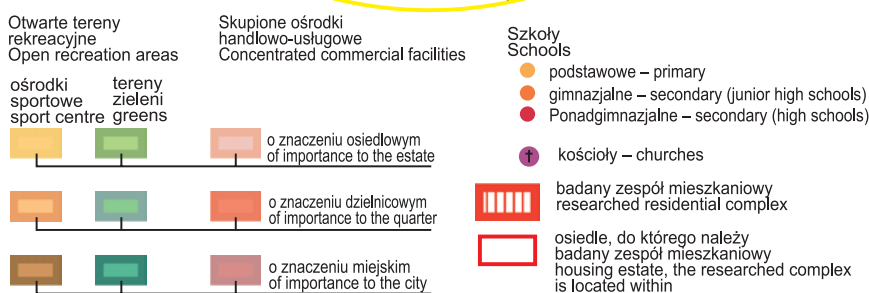 Otwarte tereny
rekreacyjne
Open recreation areas
ośrodki
sportowe
sport centre
tereny
zieleni
greens
Skupione ośrodki
handlowo-usługowe
Concentrated commercial facilities
o znaczeniu osiedlowym
of importance to the estate
o znaczeniu dzielnicowym
of importance to the quarter
o znaczeniu miejskim
of importance to the city
Szkoły
Schools
podstawowe – primary
gimnazjalne – secondary (junior high schools)
Ponadgimnazjalne – secondary (high schools)
kościoły – churches
badany zespół mieszkaniowy
researched residential complex
osiedle, do którego należy
badany zespół mieszkaniowy
housing estate, the researched complex
is located within